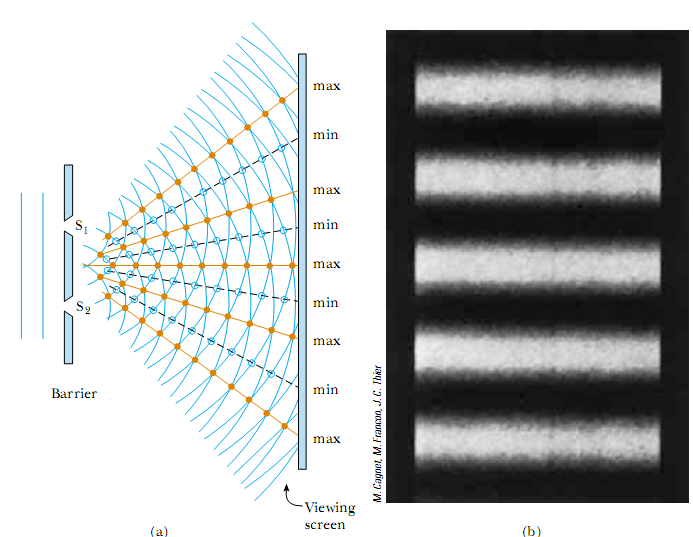 max
min
max
S1
min
max
S2
min
max
Barrier
min
max
Viewing
screen
(a)
M. Cagnet, M. Francon, J. C. Thier
(b)